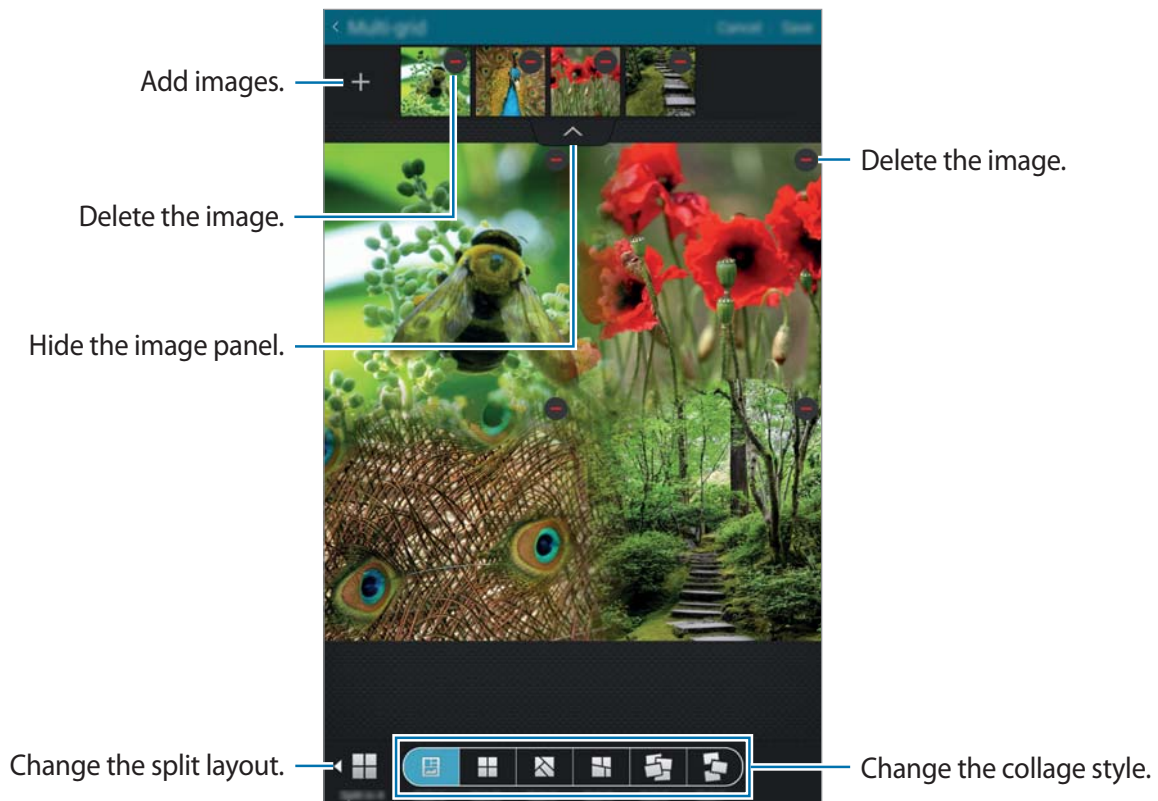 Multi-grid
Cancel
Save
Add images.
Delete the image.
Delete the image.
Hide the image panel.
Change the split layout.
Change the collage style.